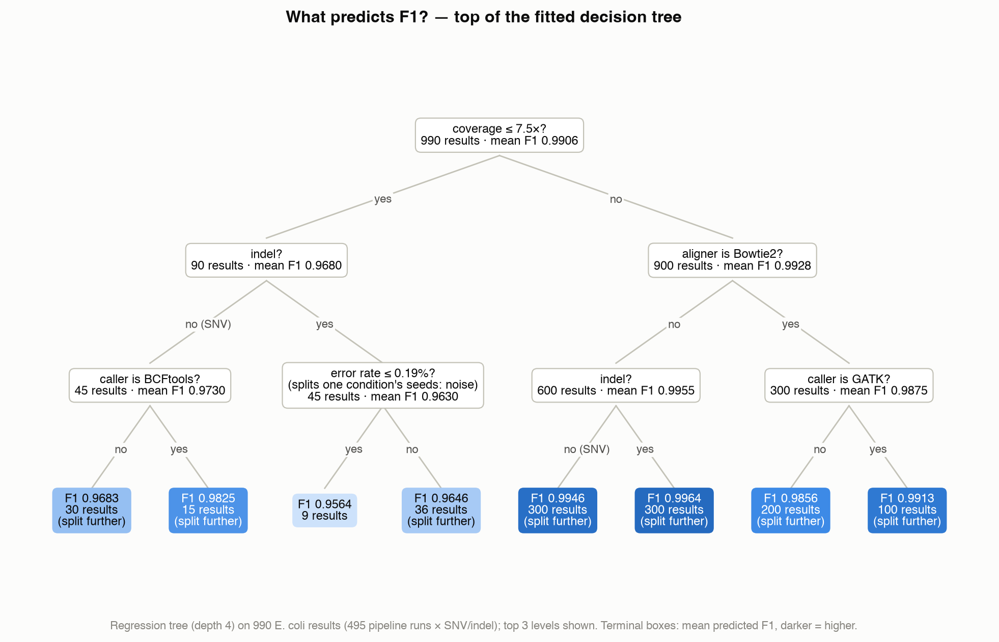 What predicts F1? — top of the fitted decision tree
coverage ≤ 7.5×?
990 results · mean F1 0.9906
yes
no
indel?
90 results · mean F1 0.9680
aligner is Bowtie2?
900 results · mean F1 0.9928
no (SNV)
yes
no
yes
caller is BCFtools?
45 results · mean F1 0.9730
error rate ≤ 0.19%?
(splits one condition's seeds: noise)
45 results · mean F1 0.9630
indel?
600 results · mean F1 0.9955
caller is GATK?
300 results · mean F1 0.9875
no
yes
yes
no
no (SNV)
yes
no
yes
F1 0.9683
30 results
(split further)
F1 0.9825
15 results
(split further)
F1 0.9564
9 results
F1 0.9646
36 results
(split further)
F1 0.9946
300 results
(split further)
F1 0.9964
300 results
(split further)
F1 0.9856
200 results
(split further)
F1 0.9913
100 results
(split further)
Regression tree (depth 4) on 990 E. coli results (495 pipeline runs × SNV/indel); top 3 levels shown. Terminal boxes: mean predicted F1, darker = higher.